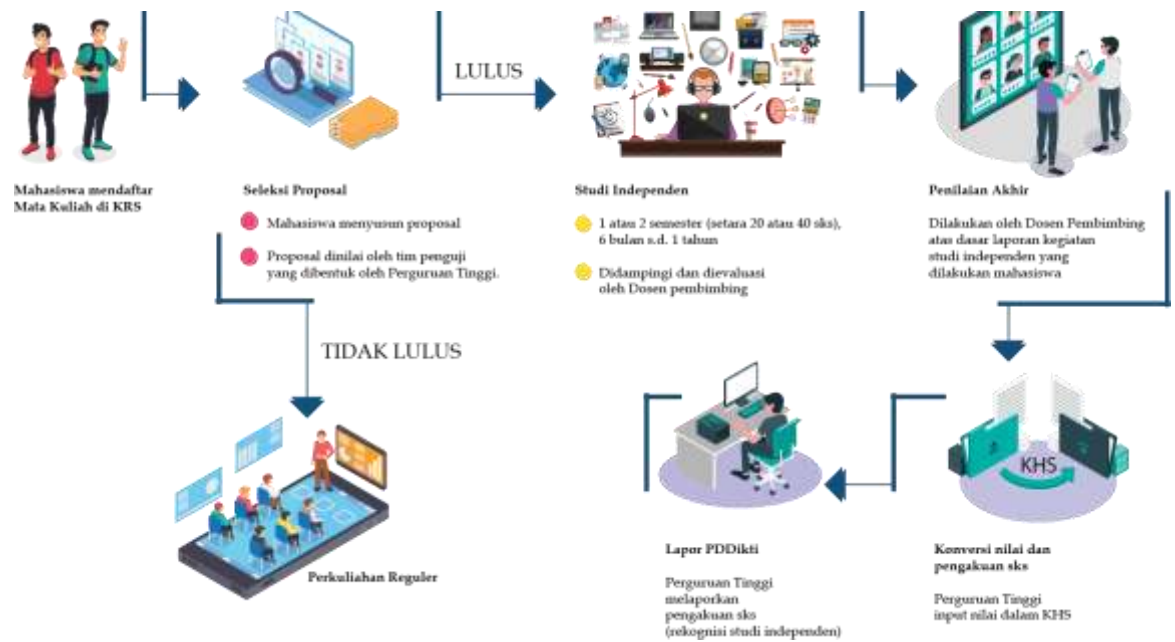 LULUS
Mahasiswa mendaftar
Mata Kuliah di KRS
Seleksi Proposal
Mahasiswa menyusun proposal
Proposal dinilai oleh tim penguji
yang dibentuk oleh Perguruan Tinggi.
Studi Independen
1 atau 2 semester (setara 20 atau 40 sks),
6 bulan s.d. 1 tahun
Didampingi dan dievaluasi
oleh Dosen pembimbing
Penilaian Akhir
Dilakukan oleh Dosen Pembimbing
atas dasar laporan kegiatan
studi independen yang
dilakukan mahasiswa
TIDAK LULUS
Perkuliahan Reguler
KHS
Konversi nilai dan
pengakuan sks
Perguruan Tinggi
input nilai dalam KHS
Lapor PDDikti
Perguruan Tinggi
melaporkan
pengakuan sks
(rekognisi studi independen)